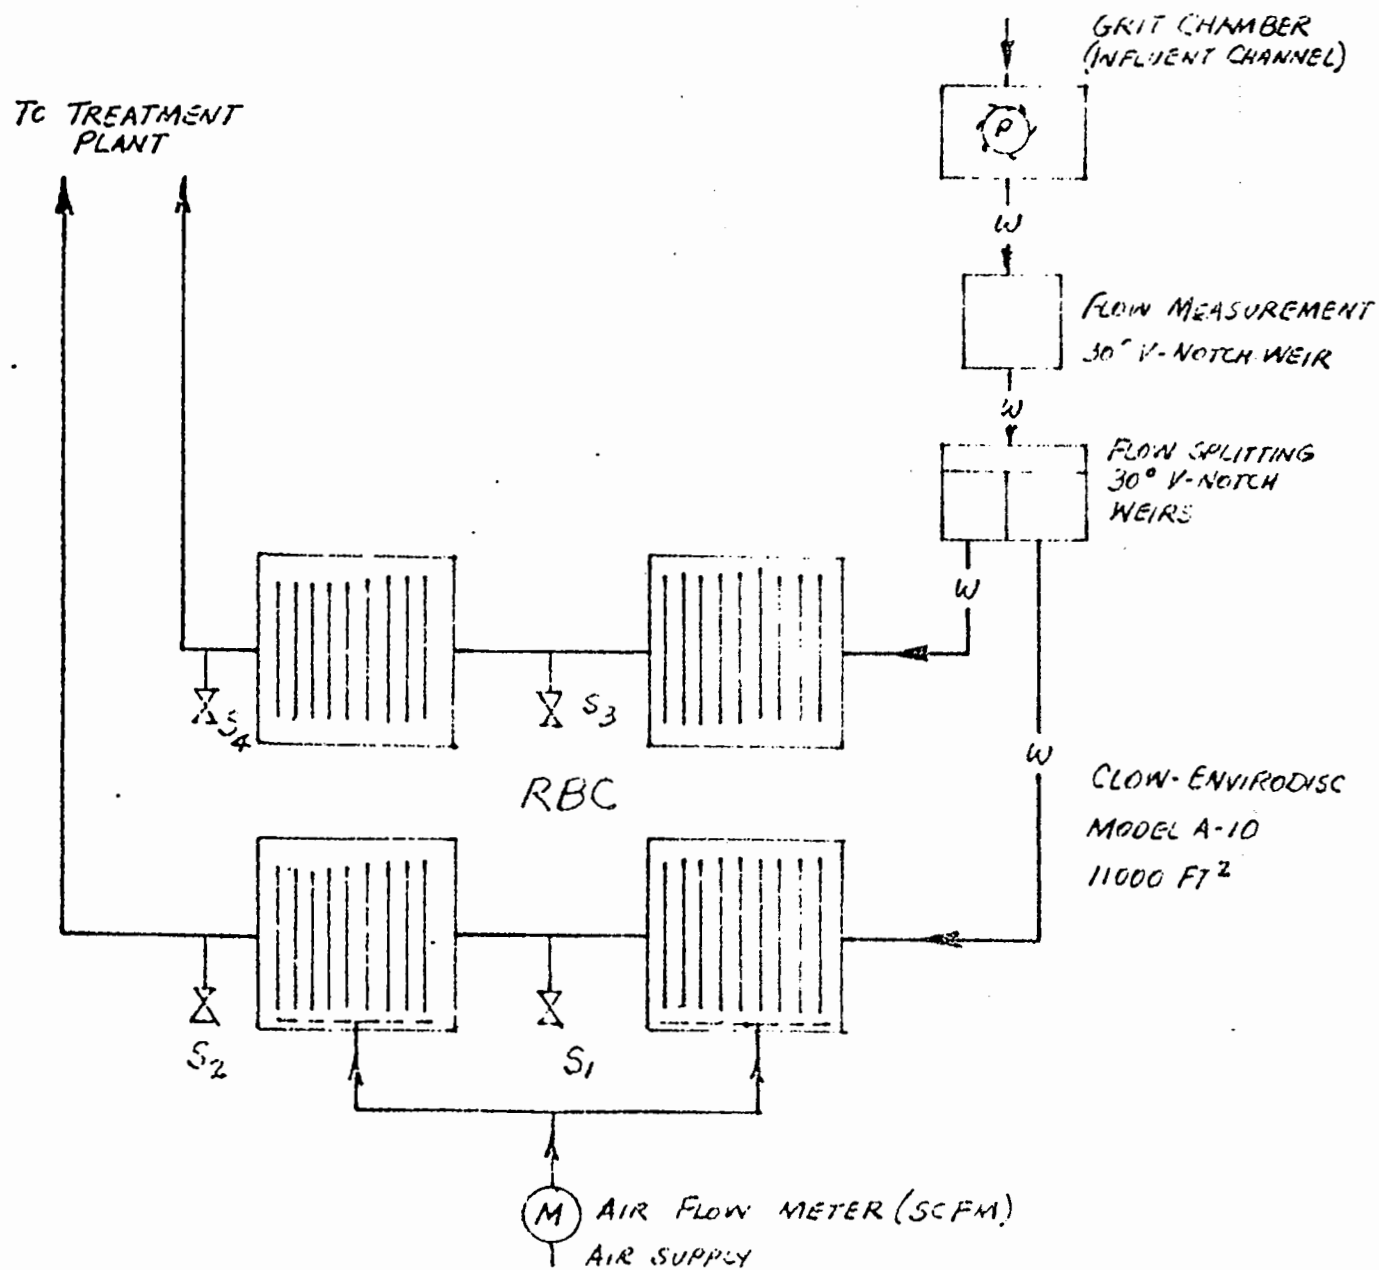 GRIT CHAMBER
(INFLUENT CHANNEL)
TO TREATMENT
PLANT
P
W
FLOW MEASUREMENT
30° V-NOTCH WEIR
W
FLOW SPLITTING
30° V-NOTCH
WEIRS
W
S3
S4
W
RBC
CLOW-ENVIRODISC
MODEL A-10
11000 FT²
S2
S1
M
AIR FLOW METER (SCFM)
AIR SUPPLY